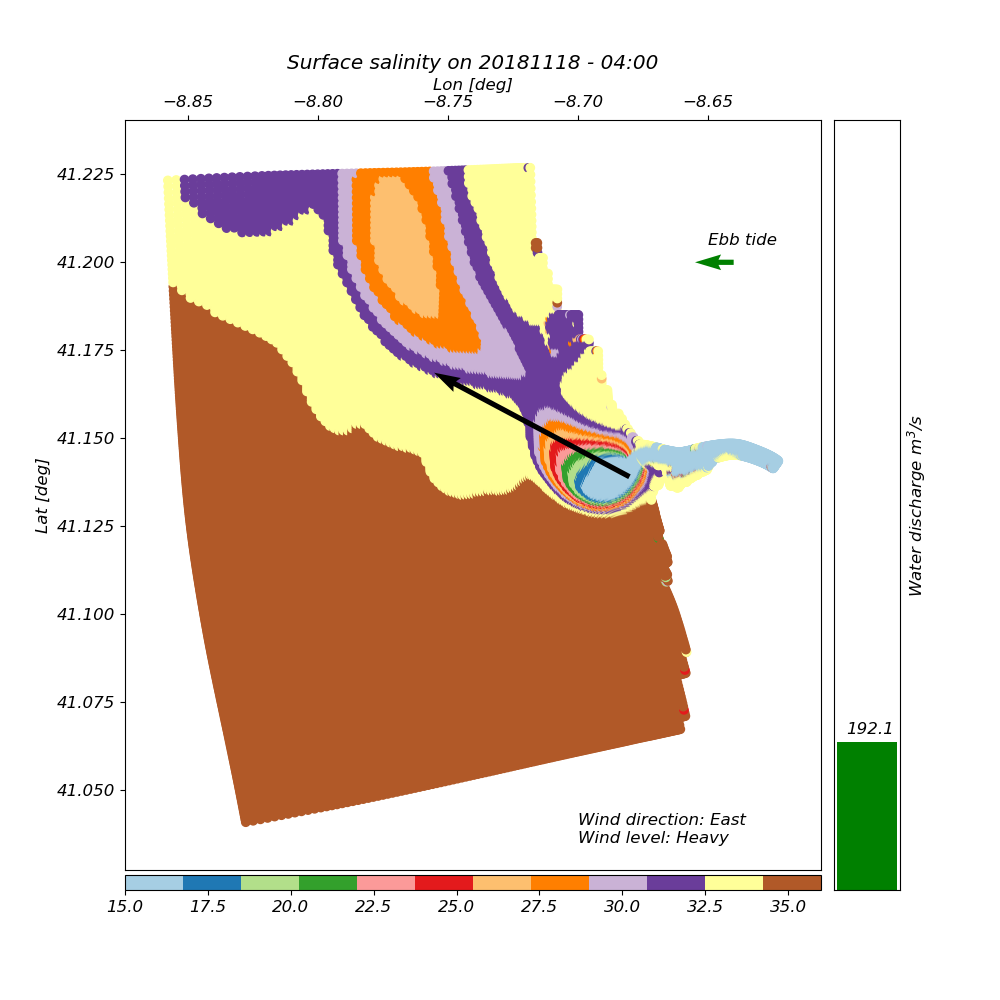 Surface salinity on 20181118 - 04:00
Lon [deg]
−8.85 −8.80 −8.75 −8.70 −8.65
41.225
41.200
41.175
41.150
41.125
41.100
41.075
41.050
Lat [deg]
Ebb tide
Wind direction: East
Wind level: Heavy
192.1
Water discharge m³/s
15.0 17.5 20.0 22.5 25.0 27.5 30.0 32.5 35.0